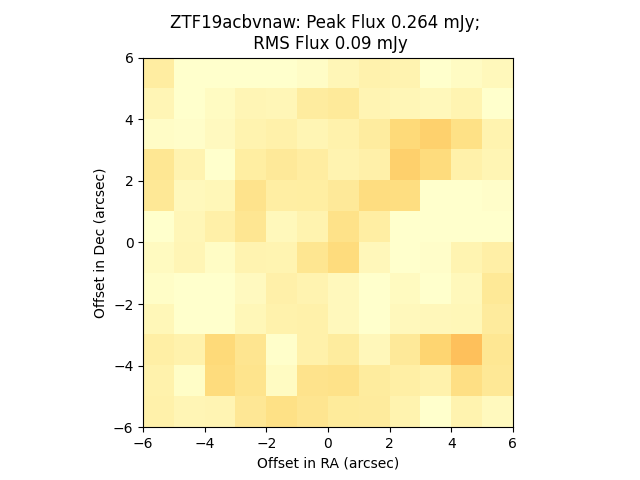 ZTF19acbvnaw: Peak Flux 0.264 mJy;
RMS Flux 0.09 mJy
6
4
2
0
−2
−4
−6
Offset in Dec (arcsec)
−6 −4 −2 0 2 4 6
Offset in RA (arcsec)